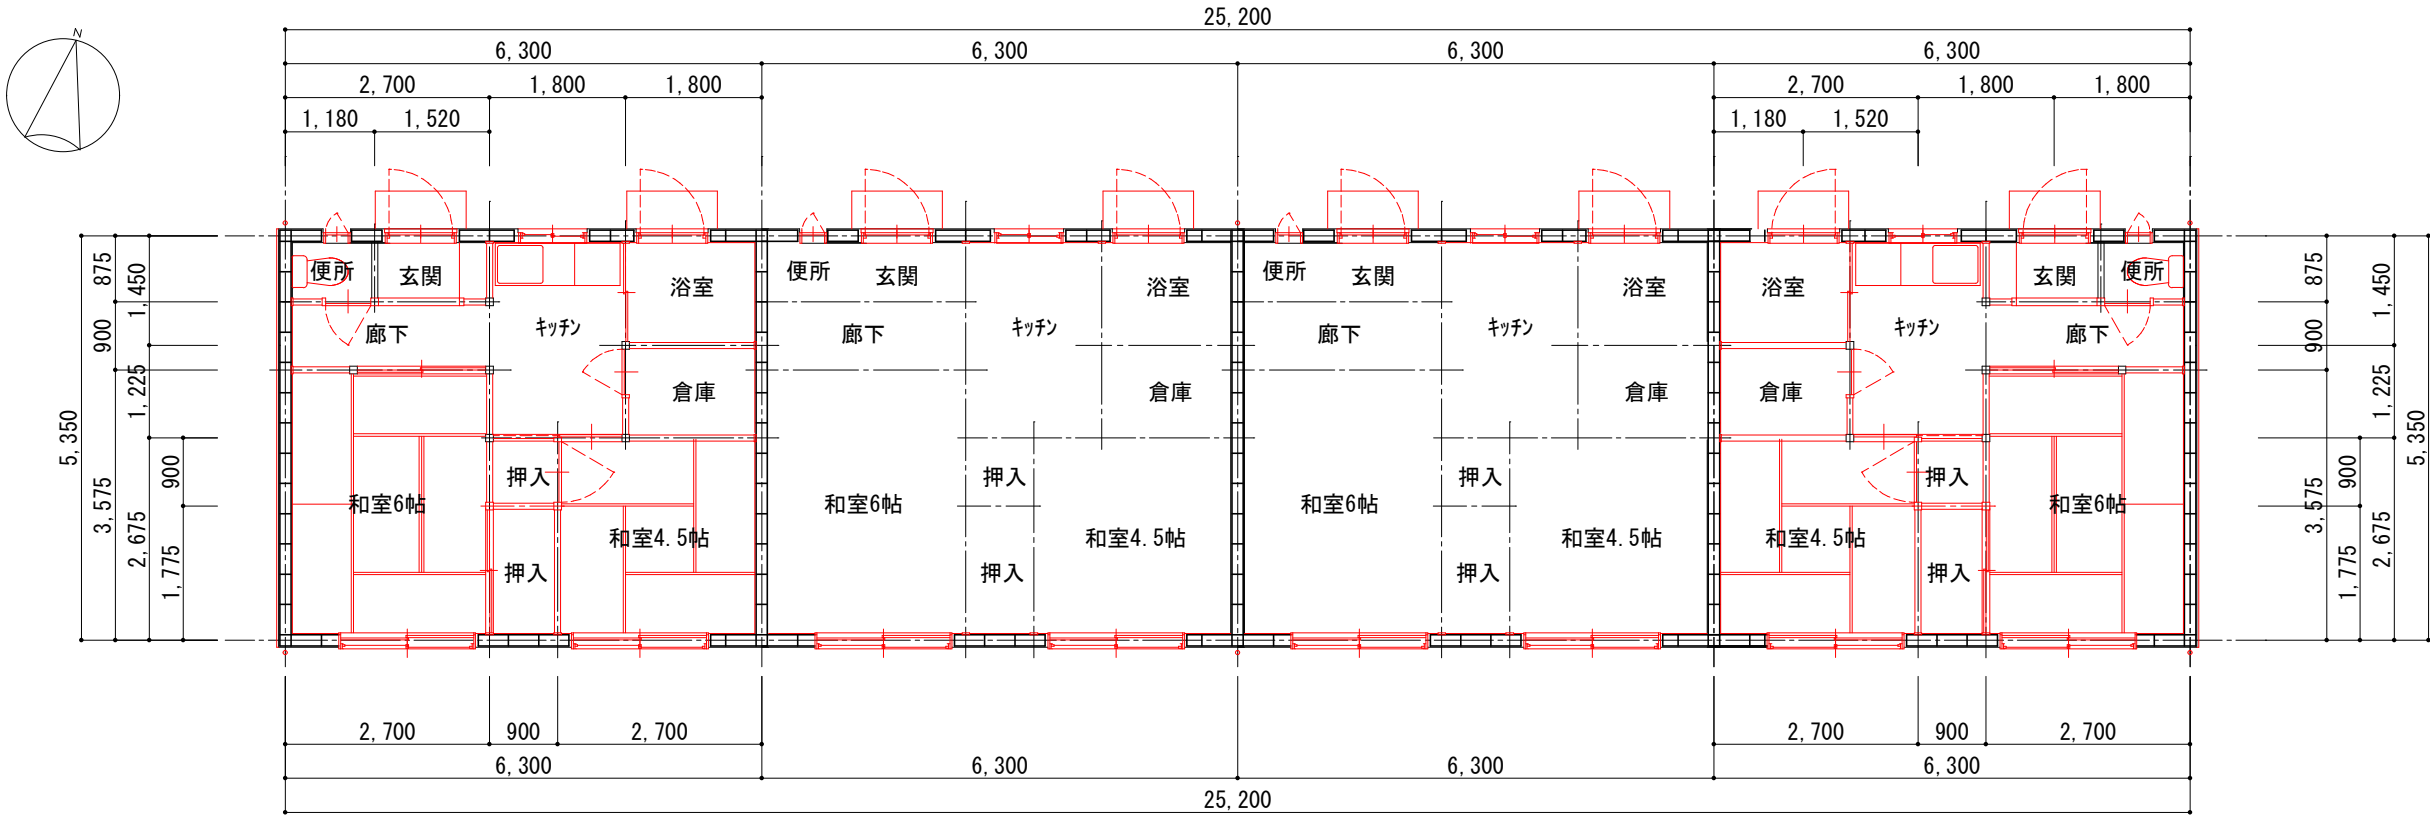 N
25,200
6,300 6,300 6,300 6,300
2,700 1,800 1,800 2,700 1,800 1,800
1,180 1,520 1,180 1,520
便所 玄関 浴室 便所 玄関 浴室 便所 玄関 浴室 浴室 玄関 便所
廊下 キッチン 廊下 キッチン 廊下 キッチン キッチン 廊下
倉庫 倉庫 倉庫 倉庫
押入 押入 押入 押入
和室6帖 和室6帖 和室6帖 和室6帖
和室4.5帖 和室4.5帖 和室4.5帖 和室4.5帖
押入 押入 押入 押入
5,350
875 900 3,575
1,450 1,225 2,675
900 1,775
875 900 3,575
900 1,775
1,450 1,225 2,675
5,350
2,700 900 2,700 2,700 900 2,700
6,300 6,300 6,300 6,300
25,200